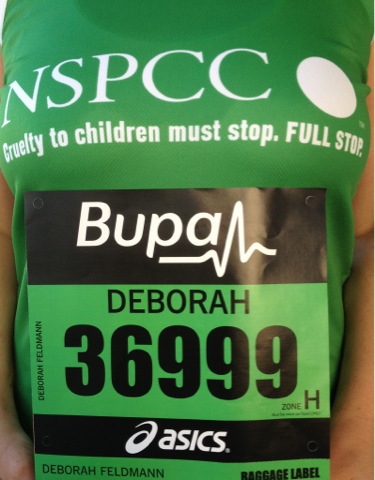 NSPCC
Cruelty to children must stop. FULL STOP.
Bupa
DEBORAH
DEBORAH FELDMANN
36999
ZONE H
asics
DEBORAH FELDMANN
BAGGAGE LABEL